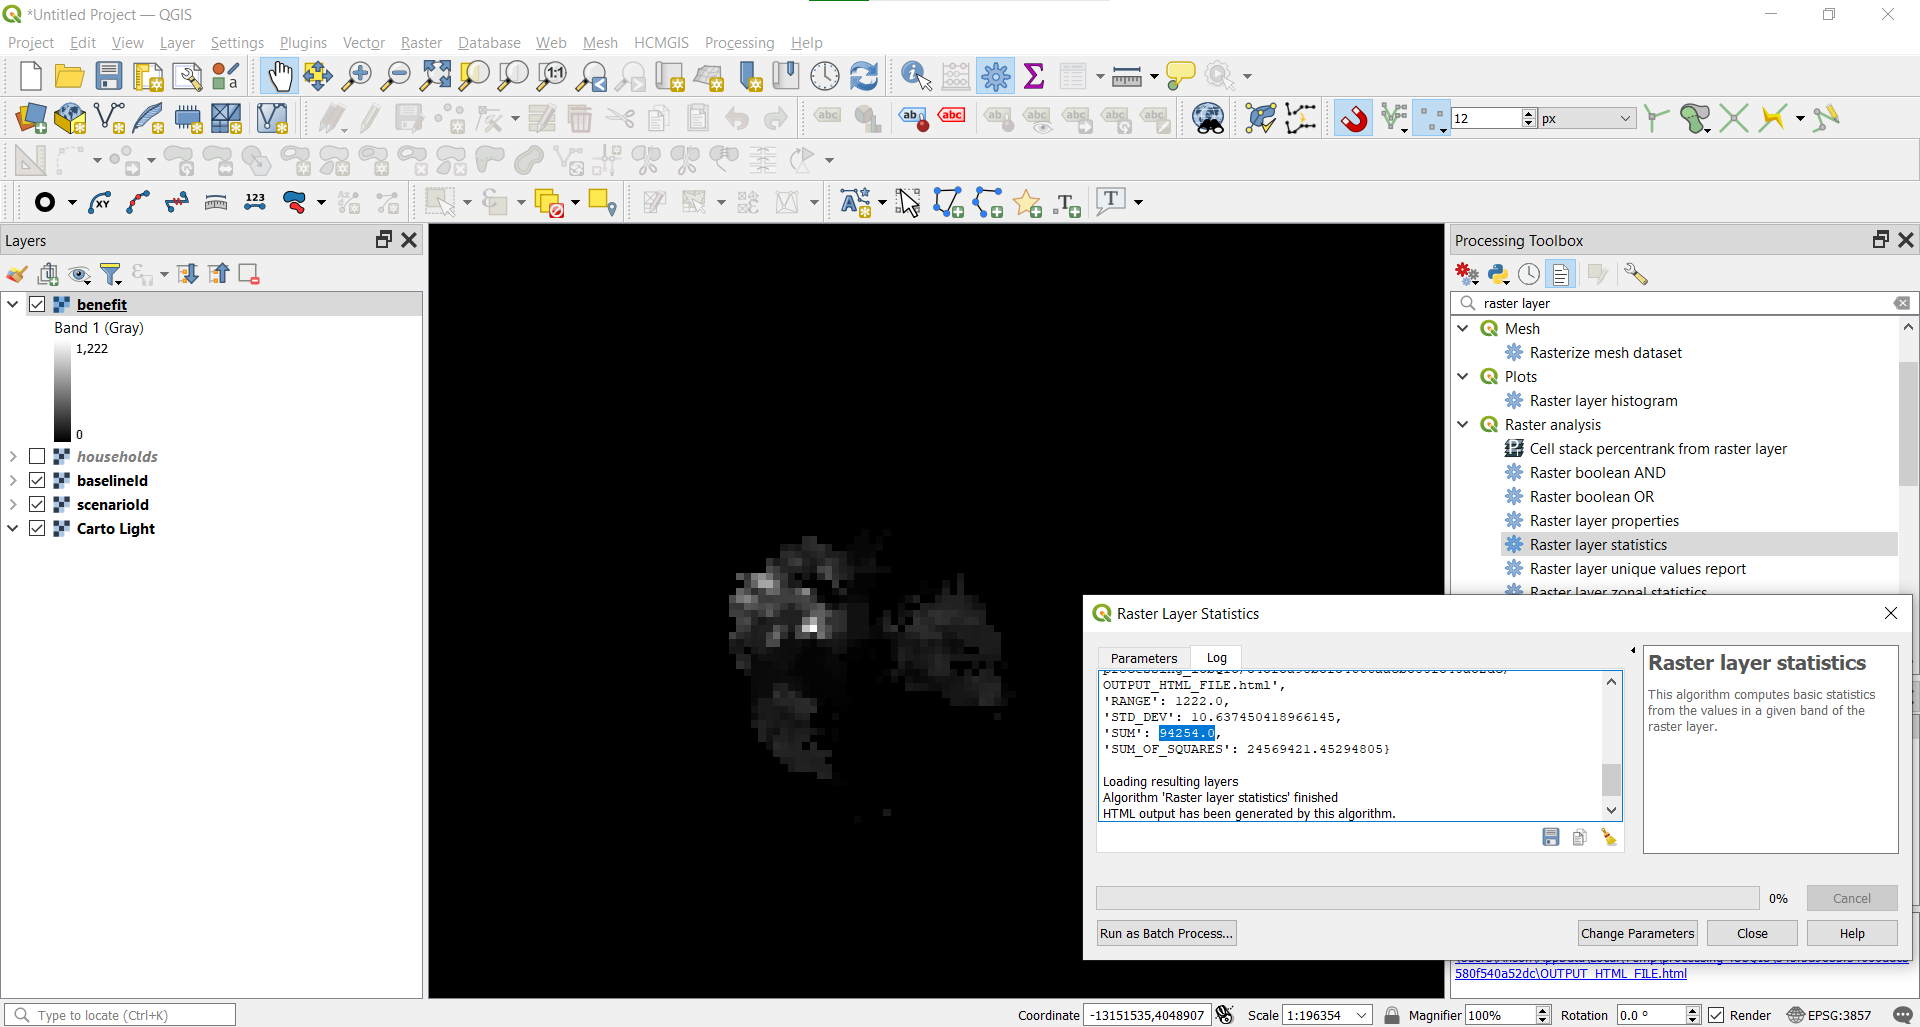 *Untitled Project — QGIS
Project Edit View Layer Settings Plugins Vector Raster Database Web Mesh HCMGIS Processing Help
12 px
Layers
benefit
Band 1 (Gray)
1,222
0
households
baselineId
scenarioId
Carto Light
Processing Toolbox
raster layer
Mesh
Rasterize mesh dataset
Plots
Raster layer histogram
Raster analysis
Cell stack percentrank from raster layer
Raster boolean AND
Raster boolean OR
Raster layer properties
Raster layer statistics
Raster layer unique values report
Raster layer zonal statistics
Raster Layer Statistics
Parameters Log
OUTPUT_HTML_FILE.html',
'RANGE': 1222.0,
'STD_DEV': 10.637450418966145,
'SUM': 94254.0,
'SUM_OF_SQUARES': 24569421.45294805}
Loading resulting layers
Algorithm 'Raster layer statistics' finished
HTML output has been generated by this algorithm.
Raster layer statistics
This algorithm computes basic statistics
from the values in a given band of the
raster layer.
0% Cancel
Run as Batch Process... Change Parameters Close Help
580f540a52dc\OUTPUT_HTML_FILE.html
Type to locate (Ctrl+K) Coordinate -13151535,4048907 Scale 1:196354 Magnifier 100% Rotation 0.0 ° Render EPSG:3857